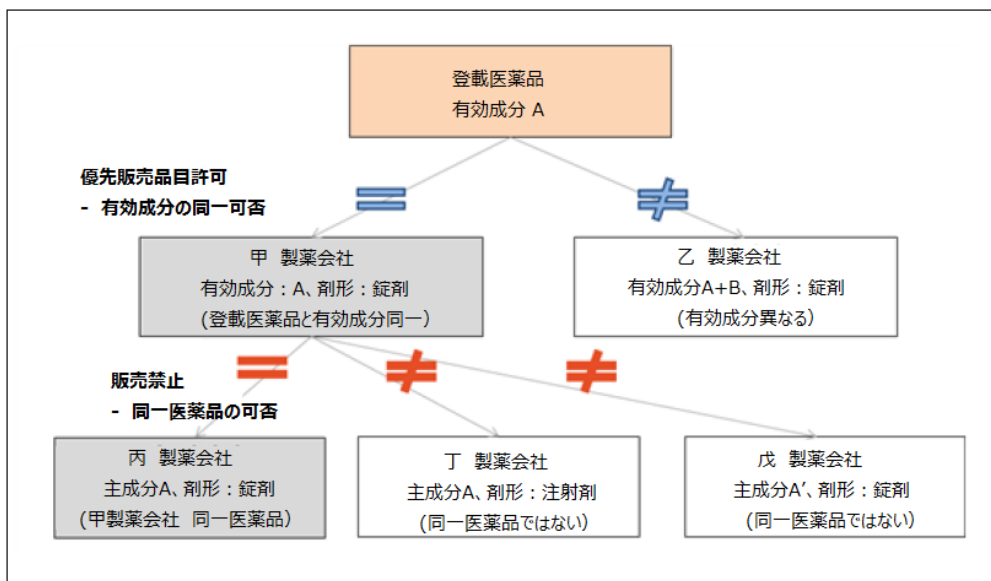 登載医薬品
有効成分 A
優先販売品目許可
- 有効成分の同一可否
=
≠
甲 製薬会社
有効成分：A、剤形：錠剤
(登載医薬品と有効成分同一)
乙 製薬会社
有効成分A+B、剤形：錠剤
(有効成分異なる)
=
≠
≠
販売禁止
- 同一医薬品の可否
丙 製薬会社
主成分A、剤形：錠剤
(甲製薬会社 同一医薬品)
丁 製薬会社
主成分A、剤形：注射剤
(同一医薬品ではない)
戊 製薬会社
主成分A′、剤形：錠剤
(同一医薬品ではない)